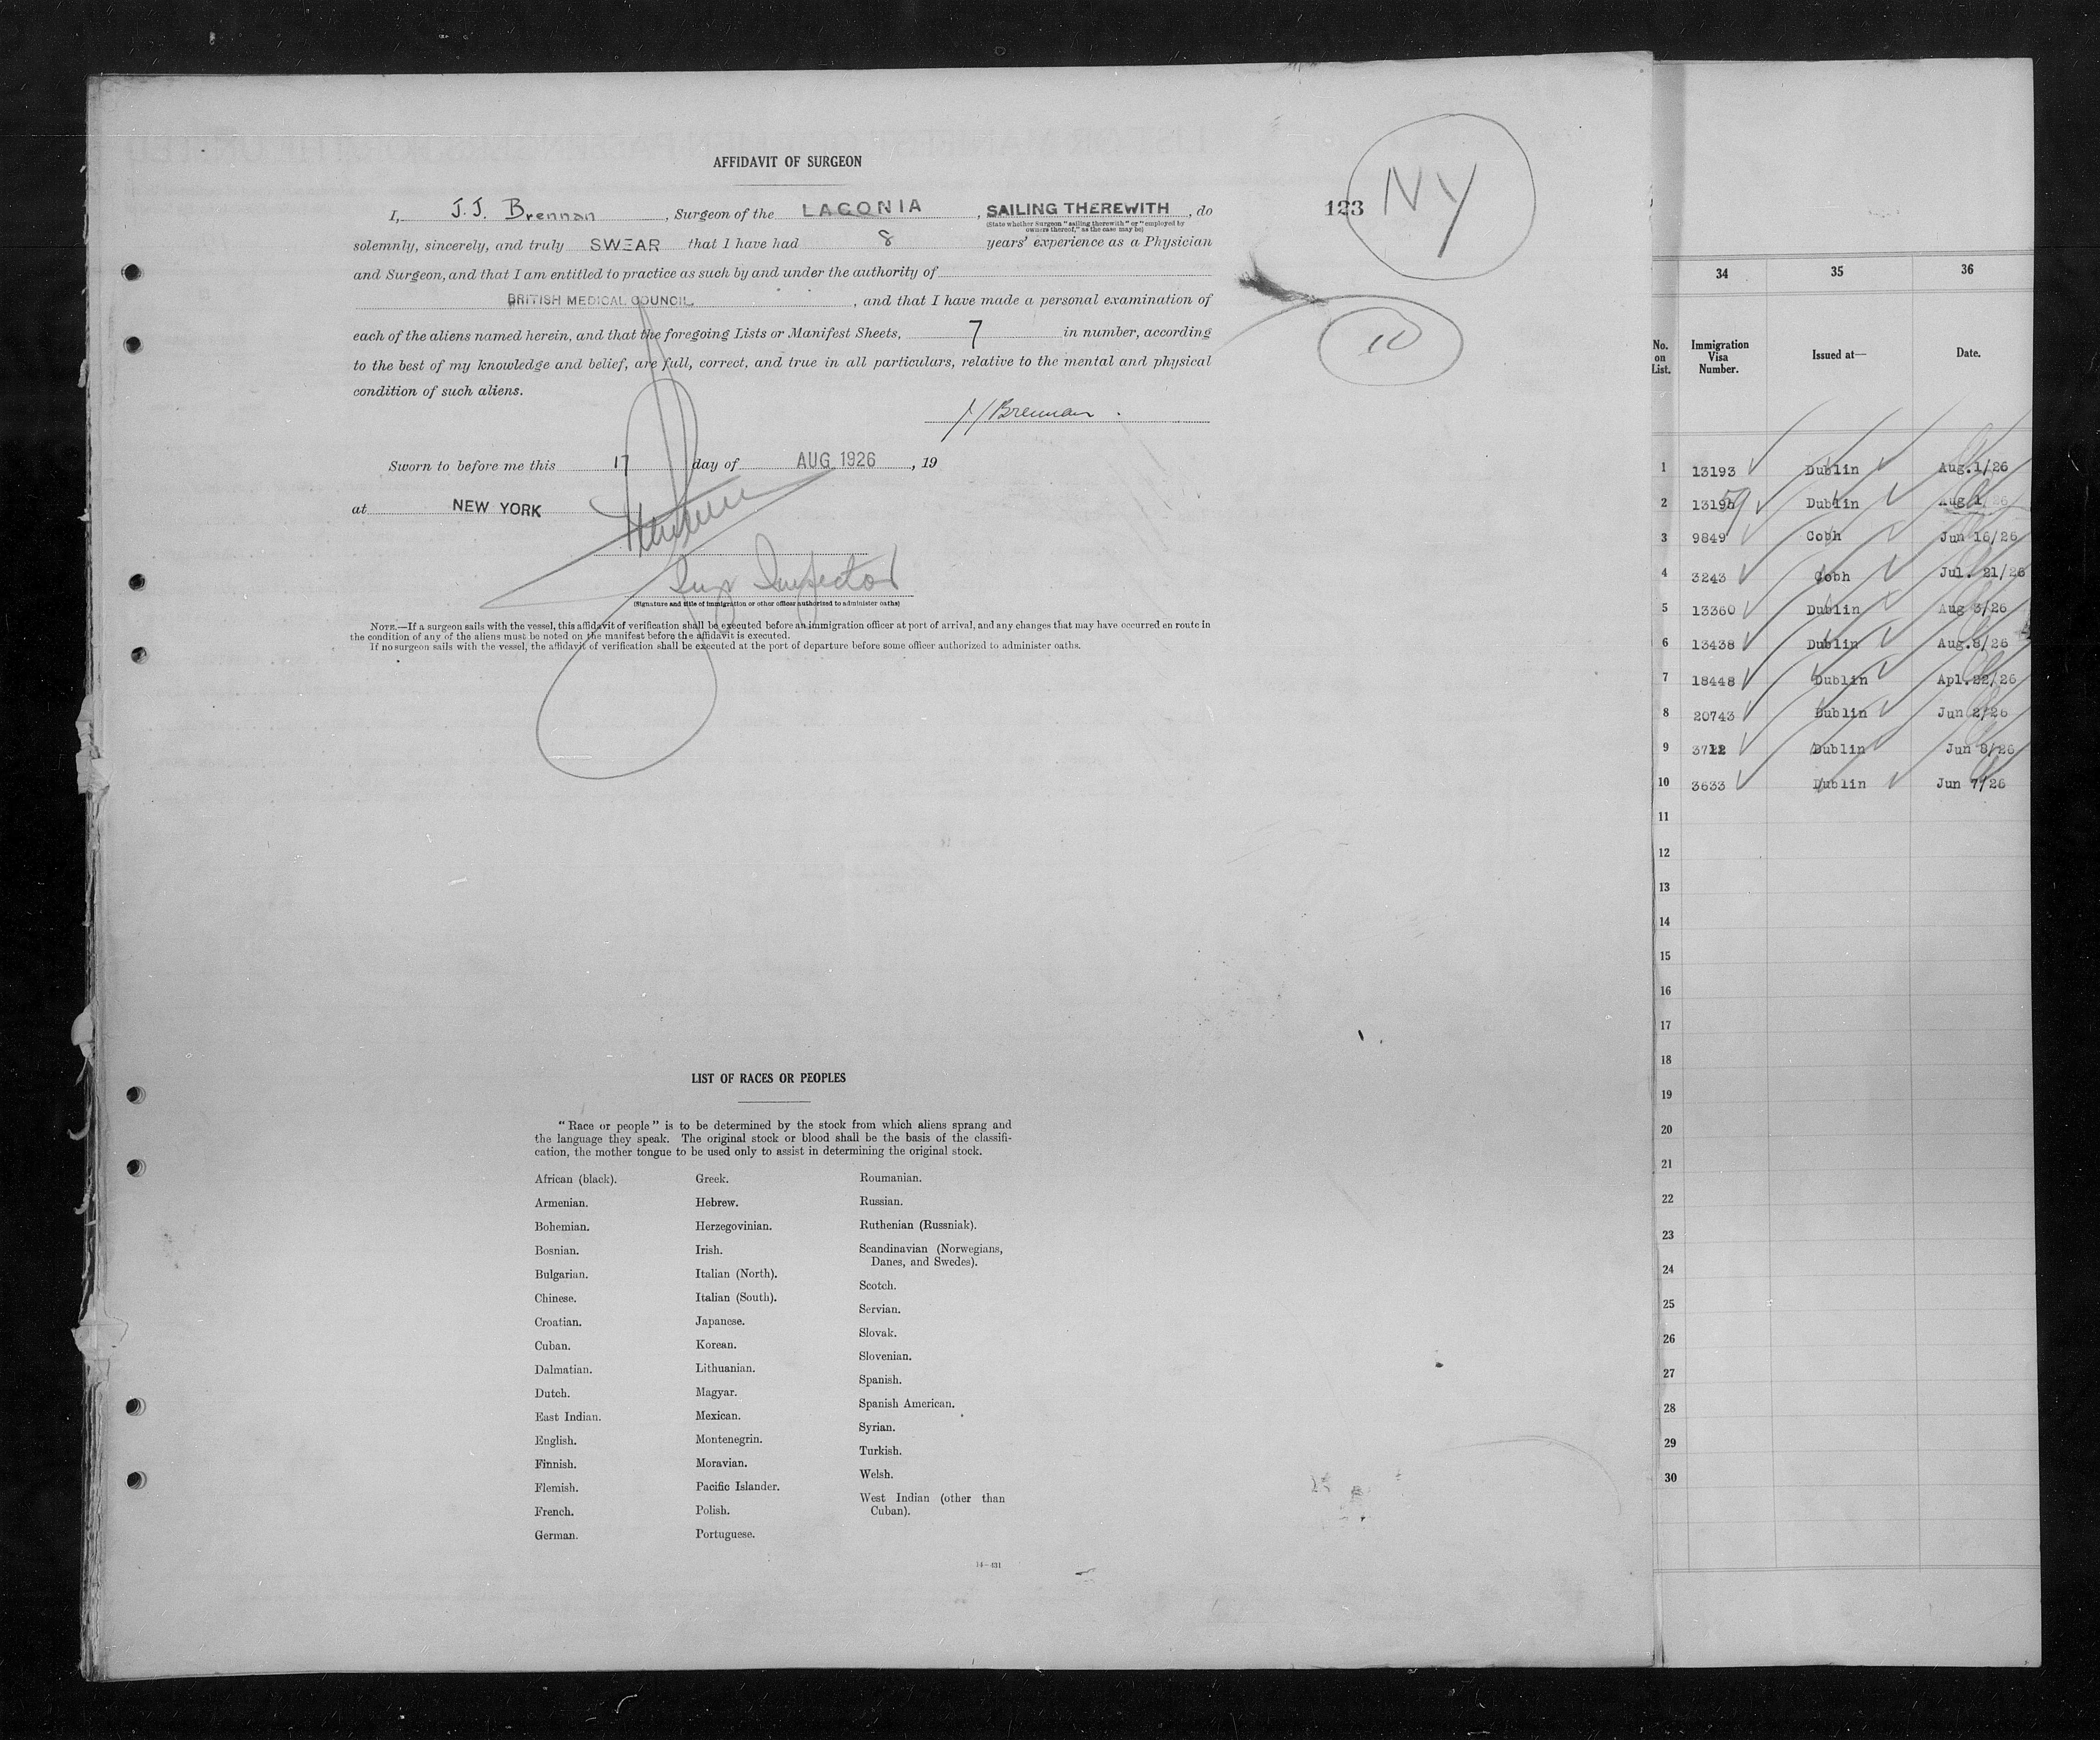 AFFIDAVIT OF SURGEON
I, J. J. Brennan, Surgeon of the LACONIA, SAILING THEREWITH, do
(State whether Surgeon "sailing therewith" or "employed by
owners thereof," as the case may be)
solemnly, sincerely, and truly SWEAR that I have had 8 years' experience as a Physician
and Surgeon, and that I am entitled to practice as such by and under the authority of
BRITISH MEDICAL COUNCIL, and that I have made a personal examination of
each of the aliens named herein, and that the foregoing Lists or Manifest Sheets, 7 in number, according
to the best of my knowledge and belief, are full, correct, and true in all particulars, relative to the mental and physical
condition of such aliens.
JJBrennan.
Sworn to before me this 17 day of AUG 1926, 19
at NEW YORK
Inspector
(Signature and title of immigration or other officer authorized to administer oaths)
NOTE.—If a surgeon sails with the vessel, this affidavit of verification shall be executed before an immigration officer at port of arrival, and any changes that may have occurred en route in
the condition of any of the aliens must be noted on the manifest before the affidavit is executed.
If no surgeon sails with the vessel, the affidavit of verification shall be executed at the port of departure before some officer authorized to administer oaths.
123
NY
10
LIST OF RACES OR PEOPLES
"Race or people" is to be determined by the stock from which aliens sprang and
the language they speak. The original stock or blood shall be the basis of the classifi-
cation, the mother tongue to be used only to assist in determining the original stock.
African (black).
Armenian.
Bohemian.
Bosnian.
Bulgarian.
Chinese.
Croatian.
Cuban.
Dalmatian.
Dutch.
East Indian.
English.
Finnish.
Flemish.
French.
German.
Greek.
Hebrew.
Herzegovinian.
Irish.
Italian (North).
Italian (South).
Japanese.
Korean.
Lithuanian.
Magyar.
Mexican.
Montenegrin.
Moravian.
Pacific Islander.
Polish.
Portuguese.
Roumanian.
Russian.
Ruthenian (Russniak).
Scandinavian (Norwegians,
Danes, and Swedes).
Scotch.
Servian.
Slovak.
Slovenian.
Spanish.
Spanish American.
Syrian.
Turkish.
Welsh.
West Indian (other than
Cuban).
14—431
34 35 36
No. on List. Immigration Visa Number. Issued at— Date.
1 13193 Dublin Aug.1/26
2 Dublin Aug 1/26
3 9849 Cobh Jun 16/26
4 3243 Cobh Jul. 21/26
5 13360 Dublin Aug 3/26
6 13438 Dublin Aug.8/26
7 18448 Dublin Apl.22/26
8 20743 Dublin Jun 2/26
9 3712 Dublin Jun 8/26
10 3633 Dublin Jun 7/26
11
12
13
14
15
16
17
18
19
20
21
22
23
24
25
26
27
28
29
30